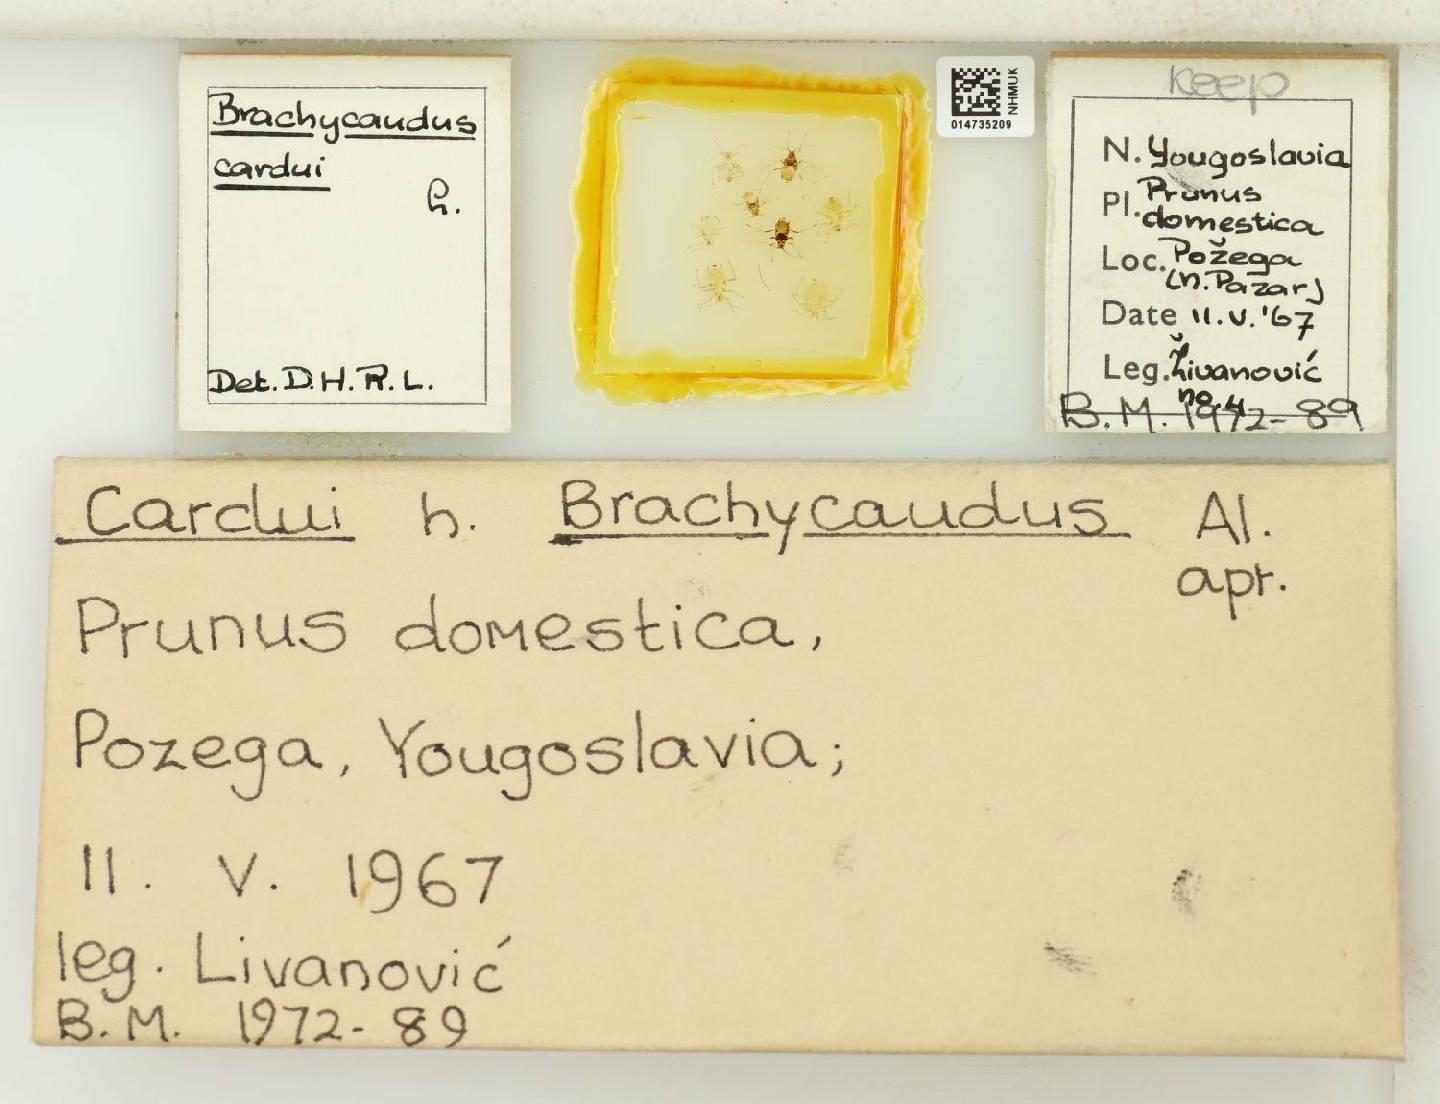 Brachycaudus
cardui
L.
Det. D.H.R.L.
NHMUK
014735209
keep
N. Yougoslavia
Pl. Prunus
domestica
Loc. Požega
(n. Pazar)
Date 11.V.'67
Leg. Živanović
no. 4
B.M. 1972-89
Cardui h. Brachycaudus Al.
apt.
Prunus domestica,
Pozega, Yougoslavia;
11. V. 1967
leg. Livanović
B.M. 1972-89